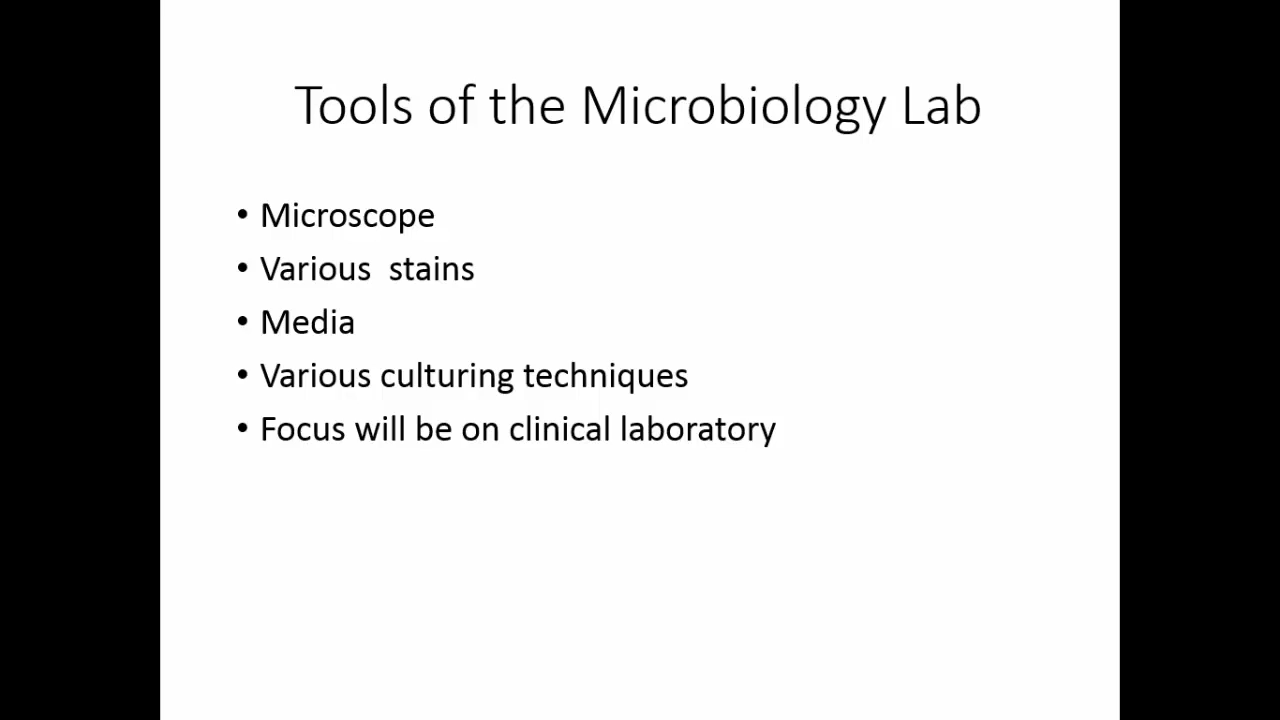 Tools of the Microbiology Lab
• Microscope
• Various  stains
• Media
• Various culturing techniques
• Focus will be on clinical laboratory